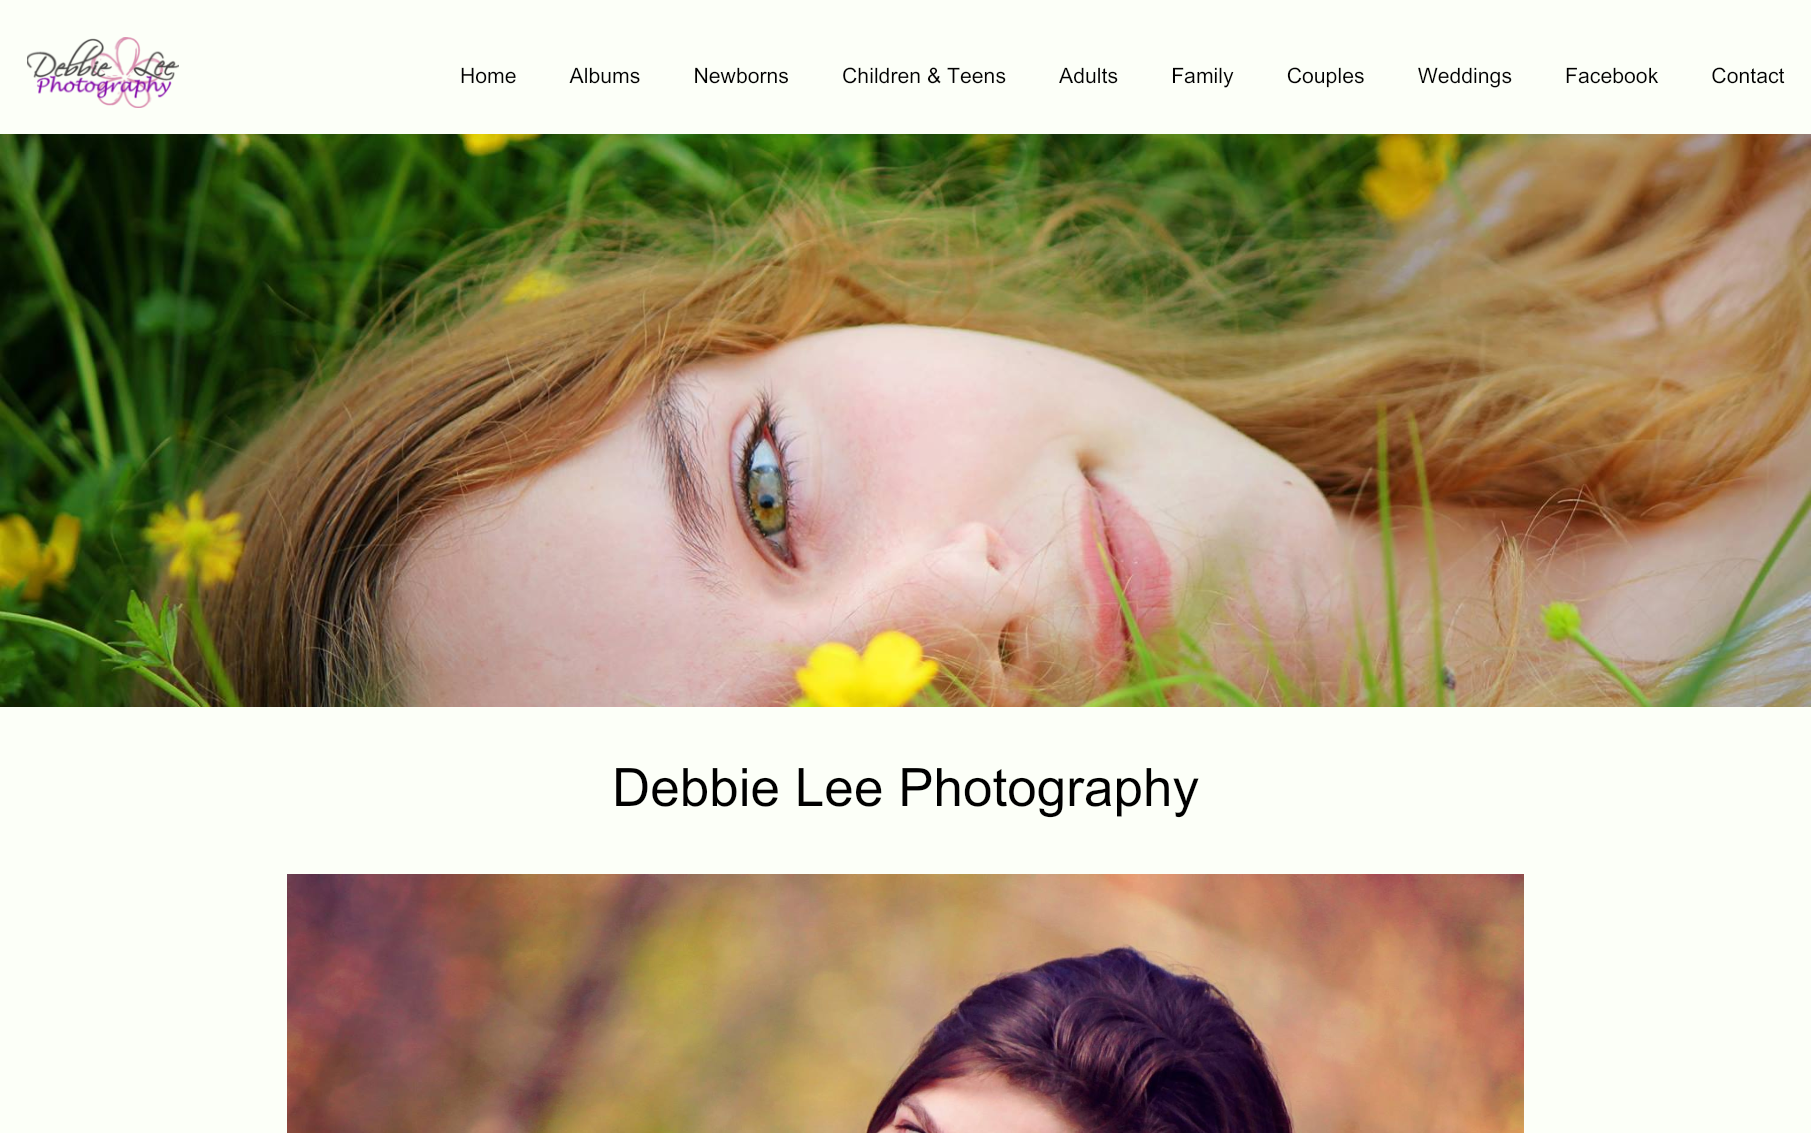 Debbie Lee
Photography
Home Albums Newborns Children & Teens Adults Family Couples Weddings Facebook Contact
Debbie Lee Photography